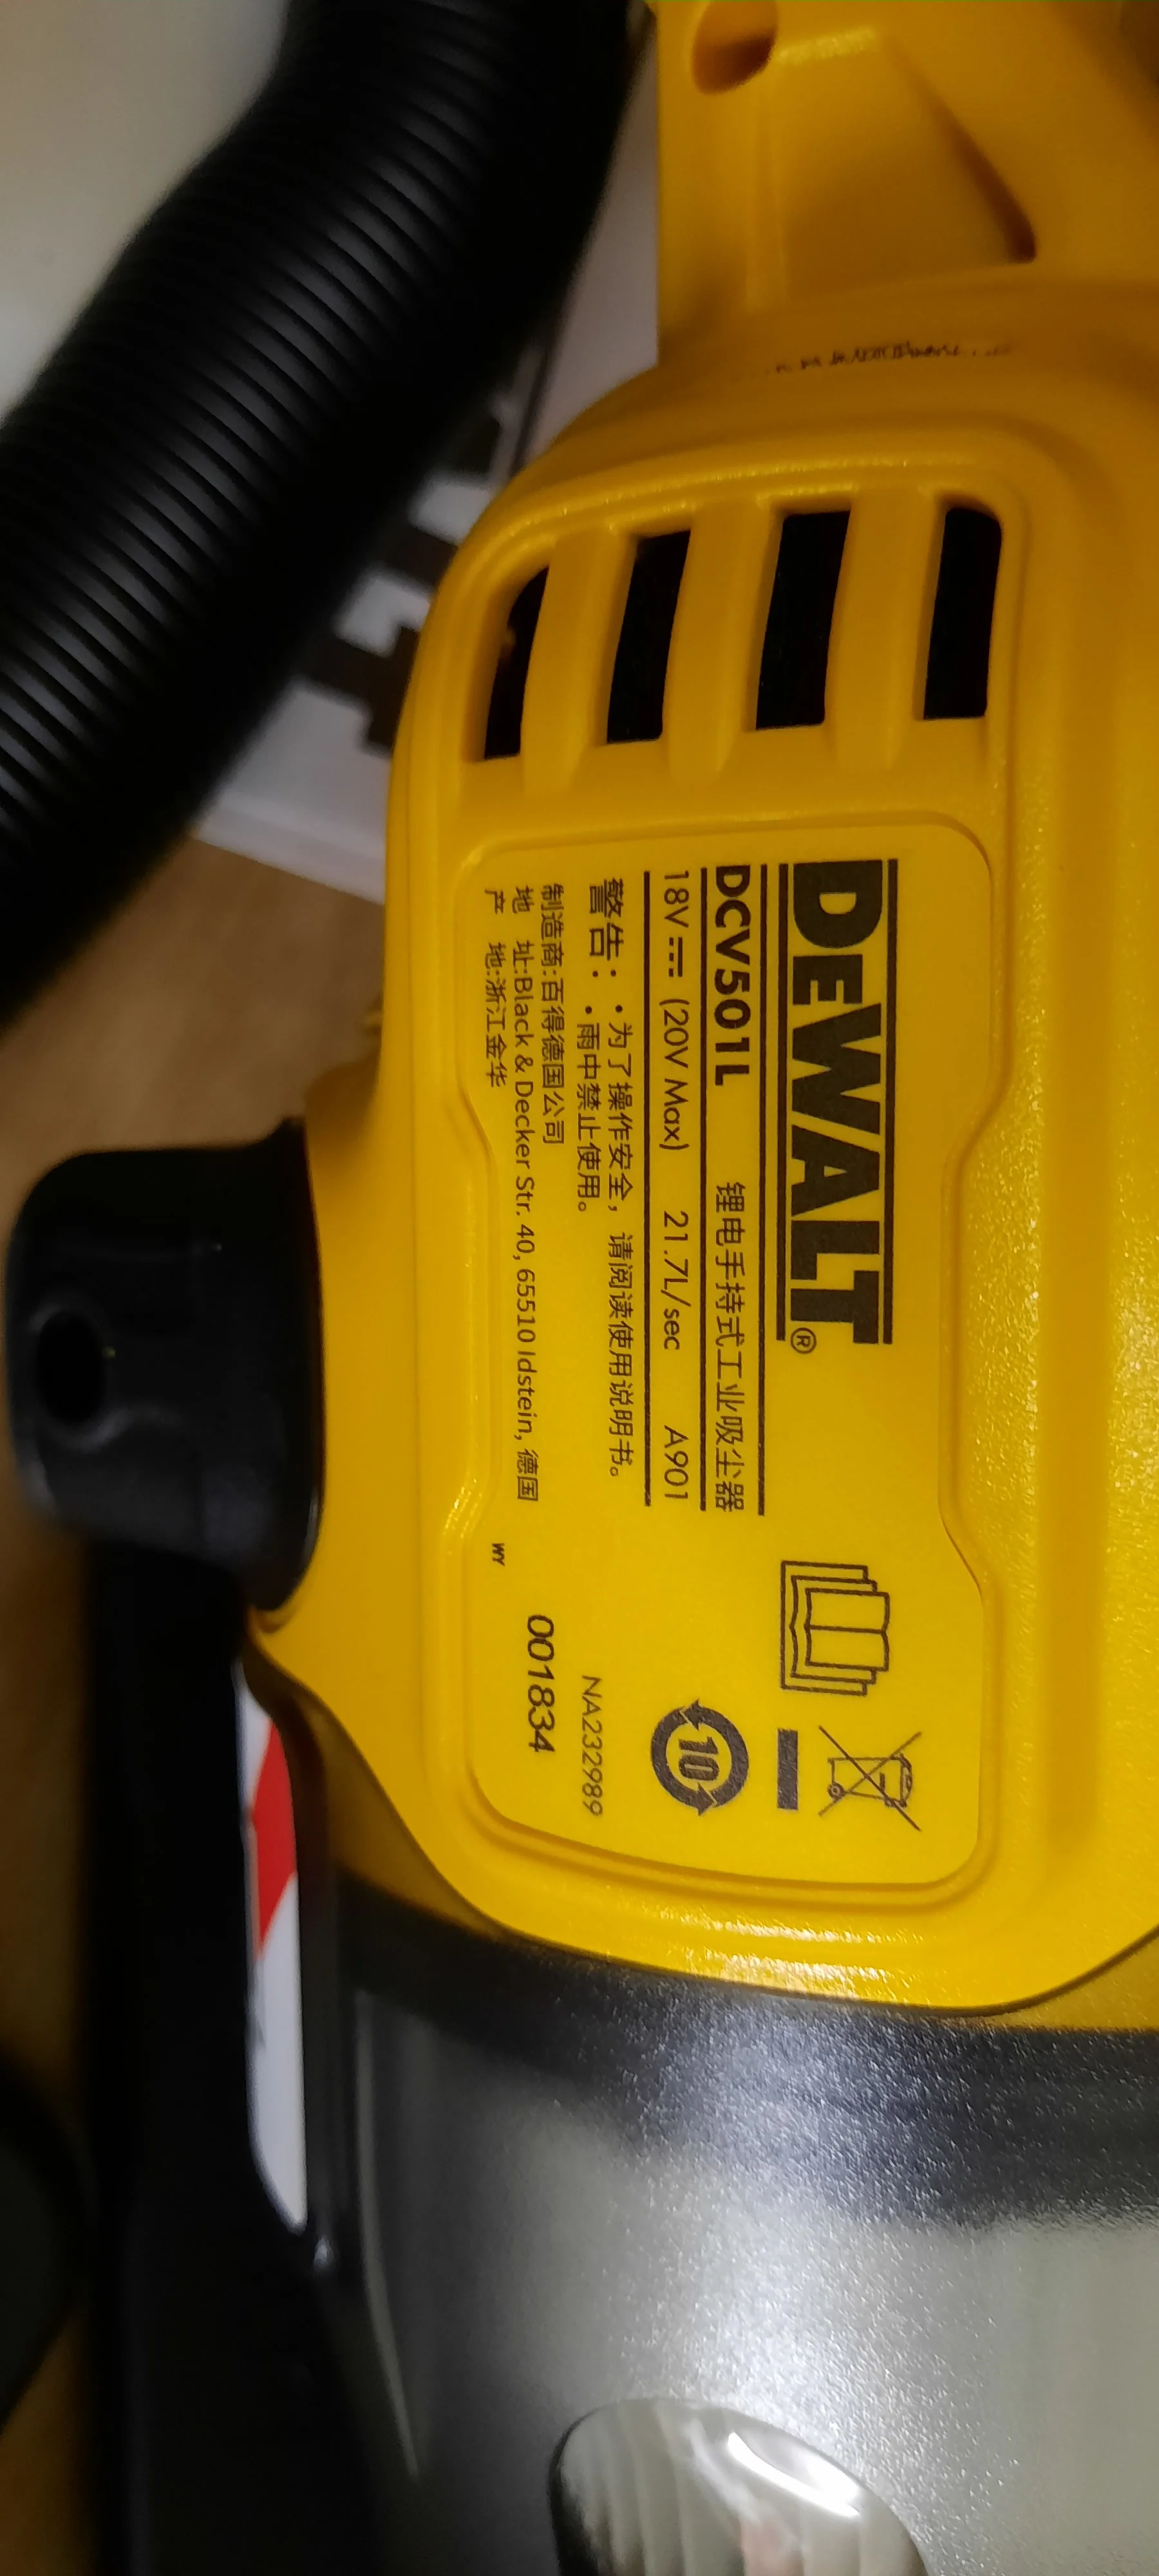 DEWALT®
DCV501L 锂电手持式工业吸尘器
18V⎓ (20V Max) 21.7L/sec A901
警告：•为了操作安全，请阅读使用说明书。
•雨中禁止使用。
制造商:百得德国公司
地 址:Black & Decker Str. 40, 65510 Idstein, 德国
产 地:浙江金华
WY
10
NA232989
001834